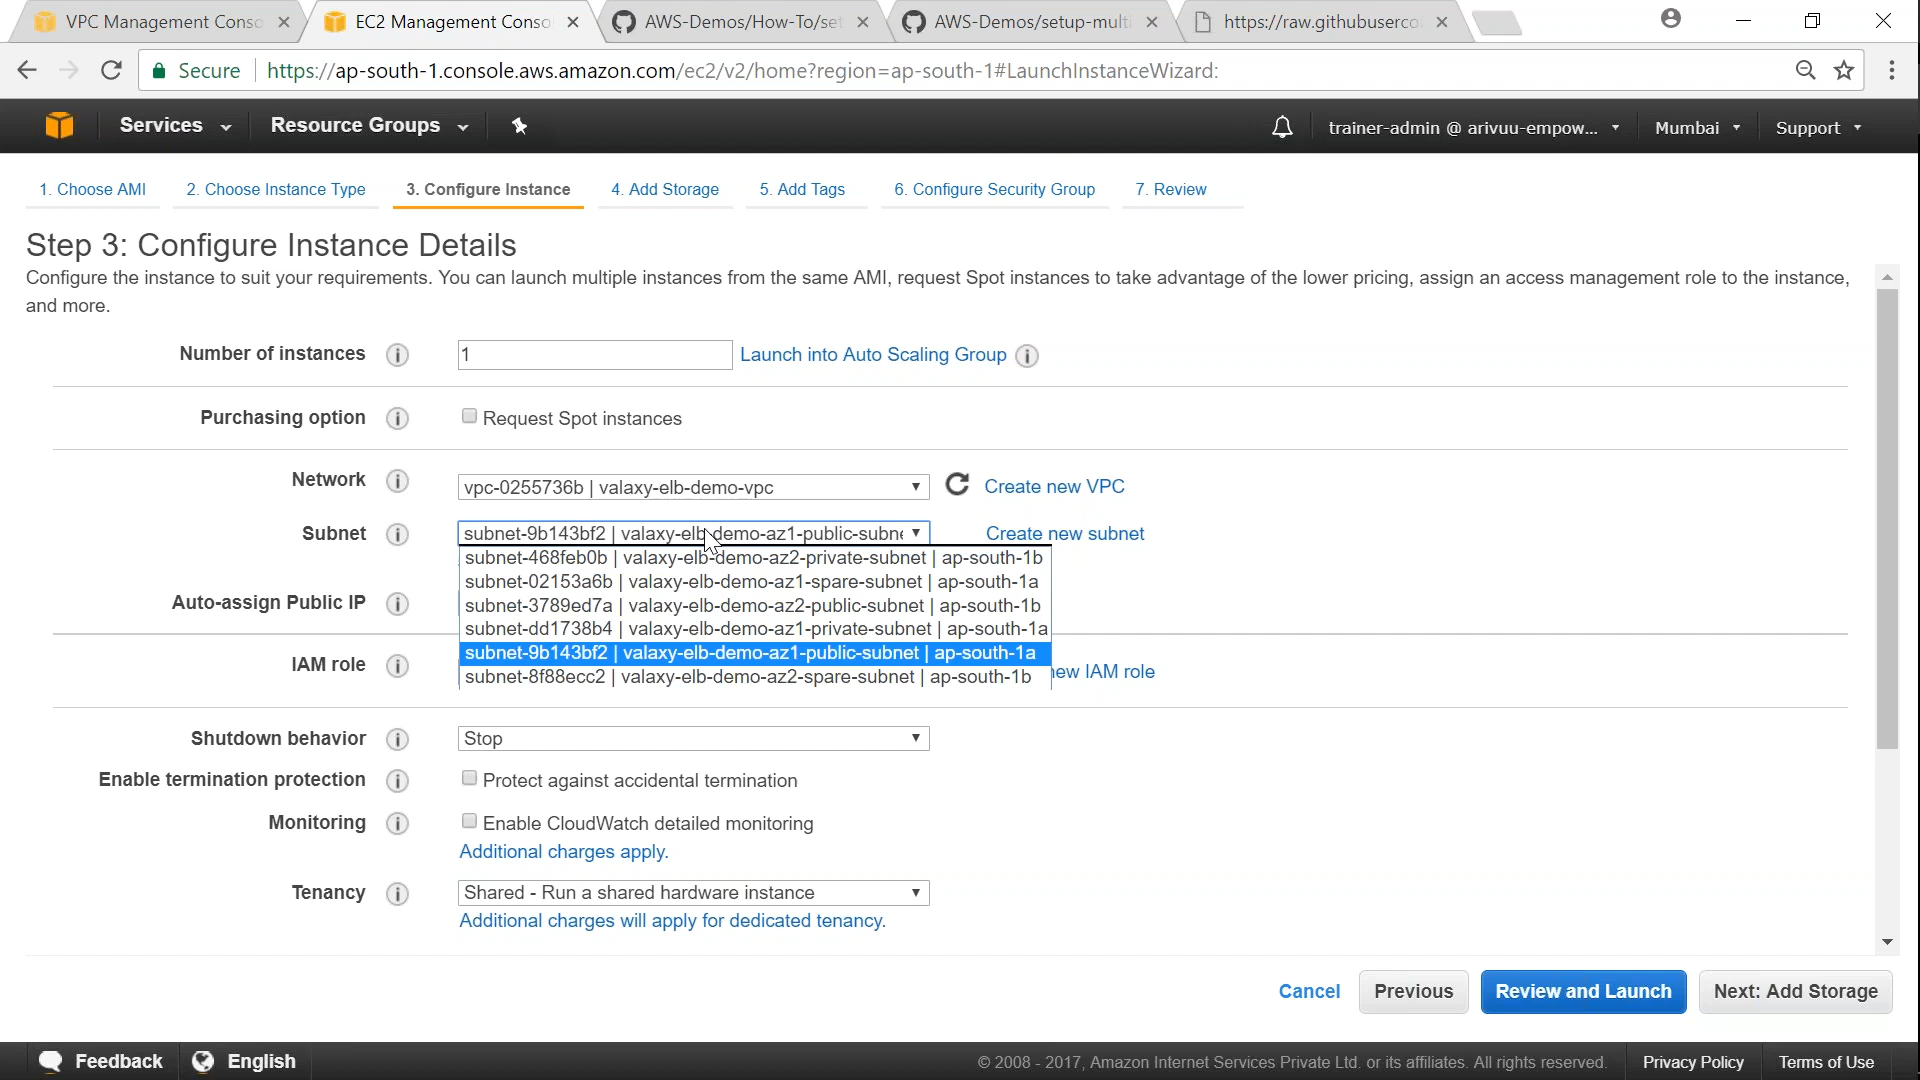 VPC Management Conso
EC2 Management Conso
AWS-Demos/How-To/set
AWS-Demos/setup-multi
https://raw.githubuserco
Secure
https://ap-south-1.console.aws.amazon.com/ec2/v2/home?region=ap-south-1#LaunchInstanceWizard:
Services
Resource Groups
trainer-admin @ arivuu-empow...
Mumbai
Support
1. Choose AMI
2. Choose Instance Type
3. Configure Instance
4. Add Storage
5. Add Tags
6. Configure Security Group
7. Review
Step 3: Configure Instance Details
Configure the instance to suit your requirements. You can launch multiple instances from the same AMI, request Spot instances to take advantage of the lower pricing, assign an access management role to the instance,
and more.
Number of instances
1
Launch into Auto Scaling Group
Purchasing option
Request Spot instances
Network
vpc-0255736b | valaxy-elb-demo-vpc
Create new VPC
Subnet
subnet-9b143bf2 | valaxy-elb-demo-az1-public-subne
Create new subnet
subnet-468feb0b | valaxy-elb-demo-az2-private-subnet | ap-south-1b
subnet-02153a6b | valaxy-elb-demo-az1-spare-subnet | ap-south-1a
Auto-assign Public IP
subnet-3789ed7a | valaxy-elb-demo-az2-public-subnet | ap-south-1b
subnet-dd1738b4 | valaxy-elb-demo-az1-private-subnet | ap-south-1a
subnet-9b143bf2 | valaxy-elb-demo-az1-public-subnet | ap-south-1a
IAM role
subnet-8f88ecc2 | valaxy-elb-demo-az2-spare-subnet | ap-south-1b
new IAM role
Shutdown behavior
Stop
Enable termination protection
Protect against accidental termination
Monitoring
Enable CloudWatch detailed monitoring
Additional charges apply.
Tenancy
Shared - Run a shared hardware instance
Additional charges will apply for dedicated tenancy.
Cancel
Previous
Review and Launch
Next: Add Storage
Feedback
English
© 2008 - 2017, Amazon Internet Services Private Ltd. or its affiliates. All rights reserved.
Privacy Policy
Terms of Use